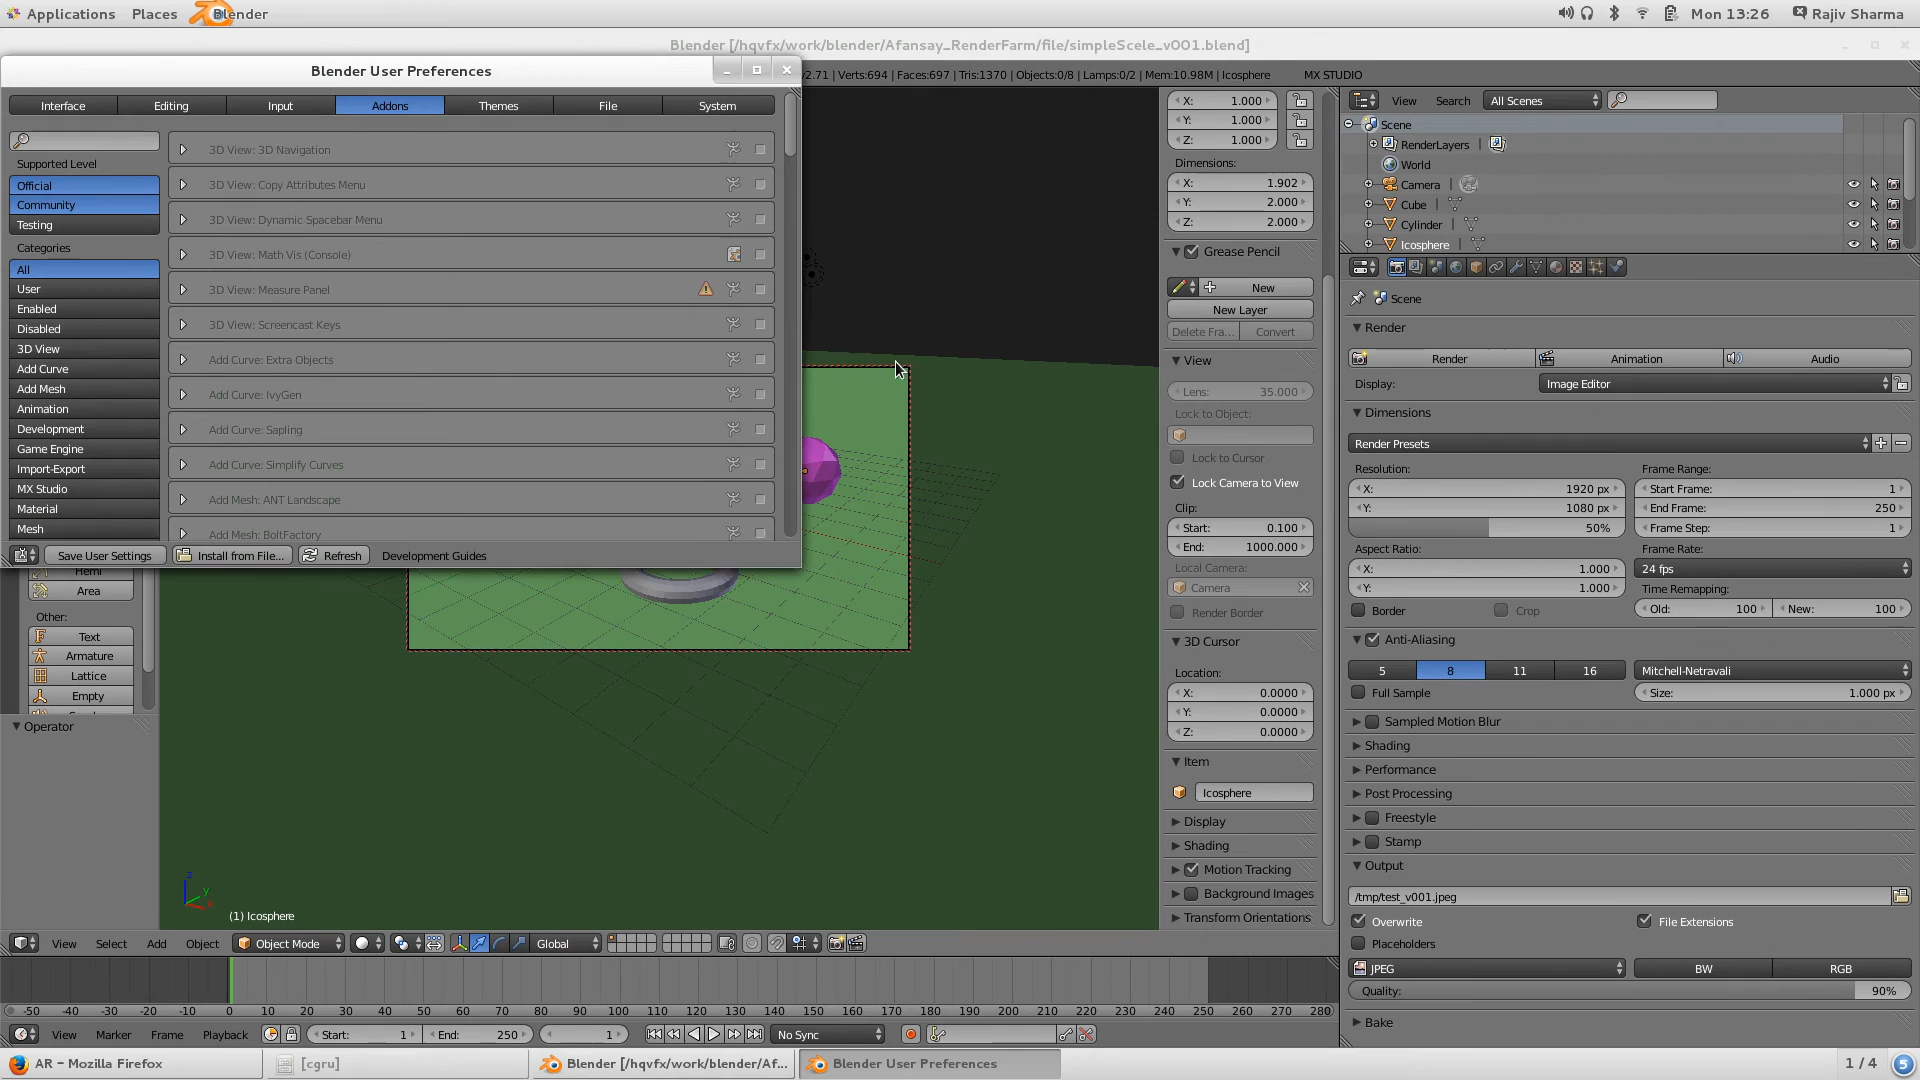 Applications Places Blender Mon 13:26 Rajiv Sharma
Blender [/hqvfx/work/blender/Afansay_RenderFarm/file/simpleScele_v001.blend]
Blender User Preferences
2.71 | Verts:694 | Faces:697 | Tris:1370 | Objects:0/8 | Lamps:0/2 | Mem:10.98M | Icosphere MX STUDIO
Interface Editing Input Addons Themes File System
Supported Level
Official
Community
Testing
Categories
All
User
Enabled
Disabled
3D View
Add Curve
Add Mesh
Animation
Development
Game Engine
Import-Export
MX Studio
Material
Mesh
3D View: 3D Navigation
3D View: Copy Attributes Menu
3D View: Dynamic Spacebar Menu
3D View: Math Vis (Console)
3D View: Measure Panel
3D View: Screencast Keys
Add Curve: Extra Objects
Add Curve: IvyGen
Add Curve: Sapling
Add Curve: Simplify Curves
Add Mesh: ANT Landscape
Add Mesh: BoltFactory
Save User Settings Install from File... Refresh Development Guides
Hemi
Area
Other:
Text
Armature
Lattice
Empty
Operator
(1) Icosphere
X: 1.000
Y: 1.000
Z: 1.000
Dimensions:
X: 1.902
Y: 2.000
Z: 2.000
Grease Pencil
New
New Layer
Delete Fra... Convert
View
Lens: 35.000
Lock to Object:
Lock to Cursor
Lock Camera to View
Clip:
Start: 0.100
End: 1000.000
Local Camera:
Camera
Render Border
3D Cursor
Location:
X: 0.0000
Y: 0.0000
Z: 0.0000
Item
Icosphere
Display
Shading
Motion Tracking
Background Images
Transform Orientations
View Search All Scenes
Scene
RenderLayers
World
Camera
Cube
Cylinder
Icosphere
Scene
Render
Render Animation Audio
Display: Image Editor
Dimensions
Render Presets
Resolution: Frame Range:
X: 1920 px Start Frame: 1
Y: 1080 px End Frame: 250
50% Frame Step: 1
Aspect Ratio: Frame Rate:
X: 1.000 24 fps
Y: 1.000 Time Remapping:
Border Crop Old: 100 New: 100
Anti-Aliasing
5 8 11 16 Mitchell-Netravali
Full Sample Size: 1.000 px
Sampled Motion Blur
Shading
Performance
Post Processing
Freestyle
Stamp
Output
/tmp/test_v001.jpeg
Overwrite File Extensions
Placeholders
JPEG BW RGB
Quality: 90%
Bake
View Select Add Object Object Mode Global
-50 -40 -30 -20 -10 0 10 20 30 40 50 60 70 80 90 100 110 120 130 140 150 160 170 180 190 200 210 220 230 240 250 260 270 280
View Marker Frame Playback Start: 1 End: 250 1 No Sync
AR - Mozilla Firefox [cgru] Blender [/hqvfx/work/blender/Af... Blender User Preferences 1 / 4 5